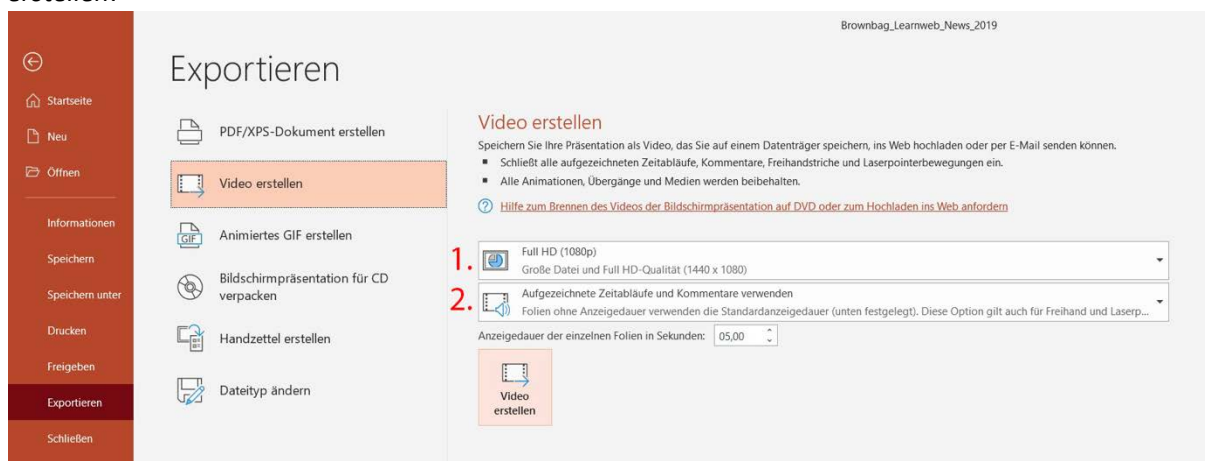 erstellen.
Brownbag_Learnweb_News_2019
Exportieren
Startseite
Neu
Öffnen
Informationen
Speichern
Speichern unter
Drucken
Freigeben
Exportieren
Schließen
PDF/XPS-Dokument erstellen
Video erstellen
GIF
Animiertes GIF erstellen
Bildschirmpräsentation für CD
verpacken
Handzettel erstellen
Dateityp ändern
Video erstellen
Speichern Sie Ihre Präsentation als Video, das Sie auf einem Datenträger speichern, ins Web hochladen oder per E-Mail senden können.
▪ Schließt alle aufgezeichneten Zeitabläufe, Kommentare, Freihandstriche und Laserpointerbewegungen ein.
▪ Alle Animationen, Übergänge und Medien werden beibehalten.
? Hilfe zum Brennen des Videos der Bildschirmpräsentation auf DVD oder zum Hochladen ins Web anfordern
1. Full HD (1080p)
Große Datei und Full HD-Qualität (1440 x 1080)
2. Aufgezeichnete Zeitabläufe und Kommentare verwenden
Folien ohne Anzeigedauer verwenden die Standardanzeigedauer (unten festgelegt). Diese Option gilt auch für Freihand und Laserp...
Anzeigedauer der einzelnen Folien in Sekunden: 05,00
Video
erstellen